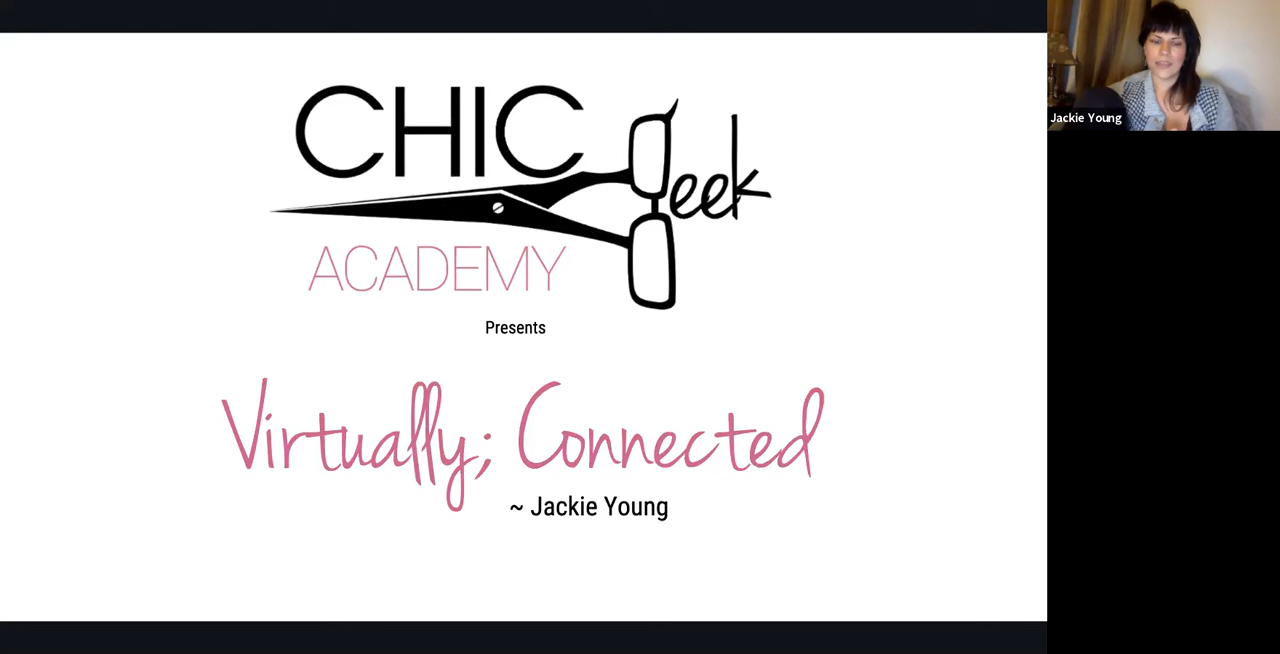 CHIC geek
ACADEMY
Presents
Virtually; Connected
~ Jackie Young
Jackie Young